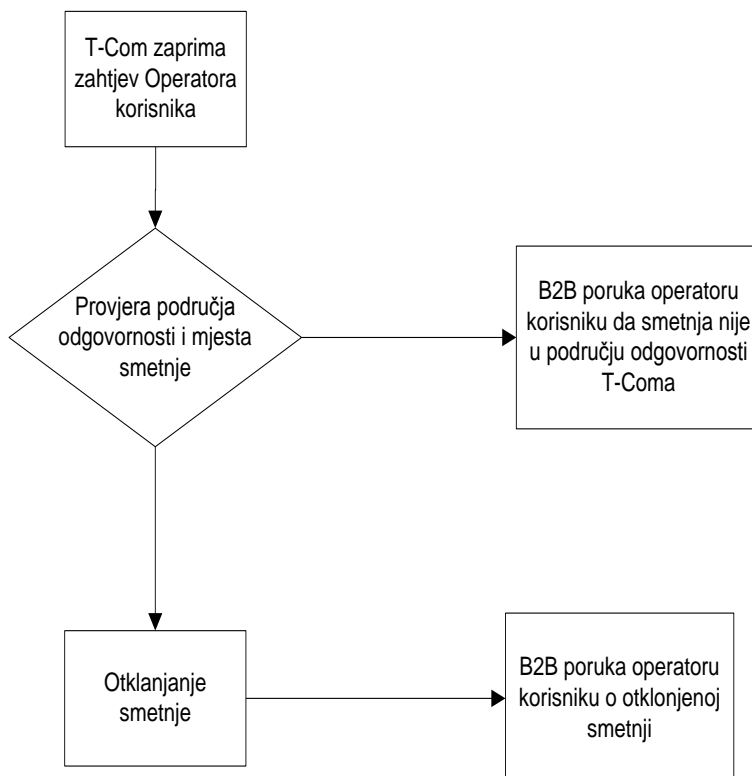 T-Com zaprima
zahtjev Operatora
korisnika
Provjera područja
odgovornosti i mjesta
smetnje
B2B poruka operatoru
korisniku da smetnja nije
u području odgovornosti
T-Coma
Otklanjanje
smetnje
B2B poruka operatoru
korisniku o otklonjenoj
smetnji